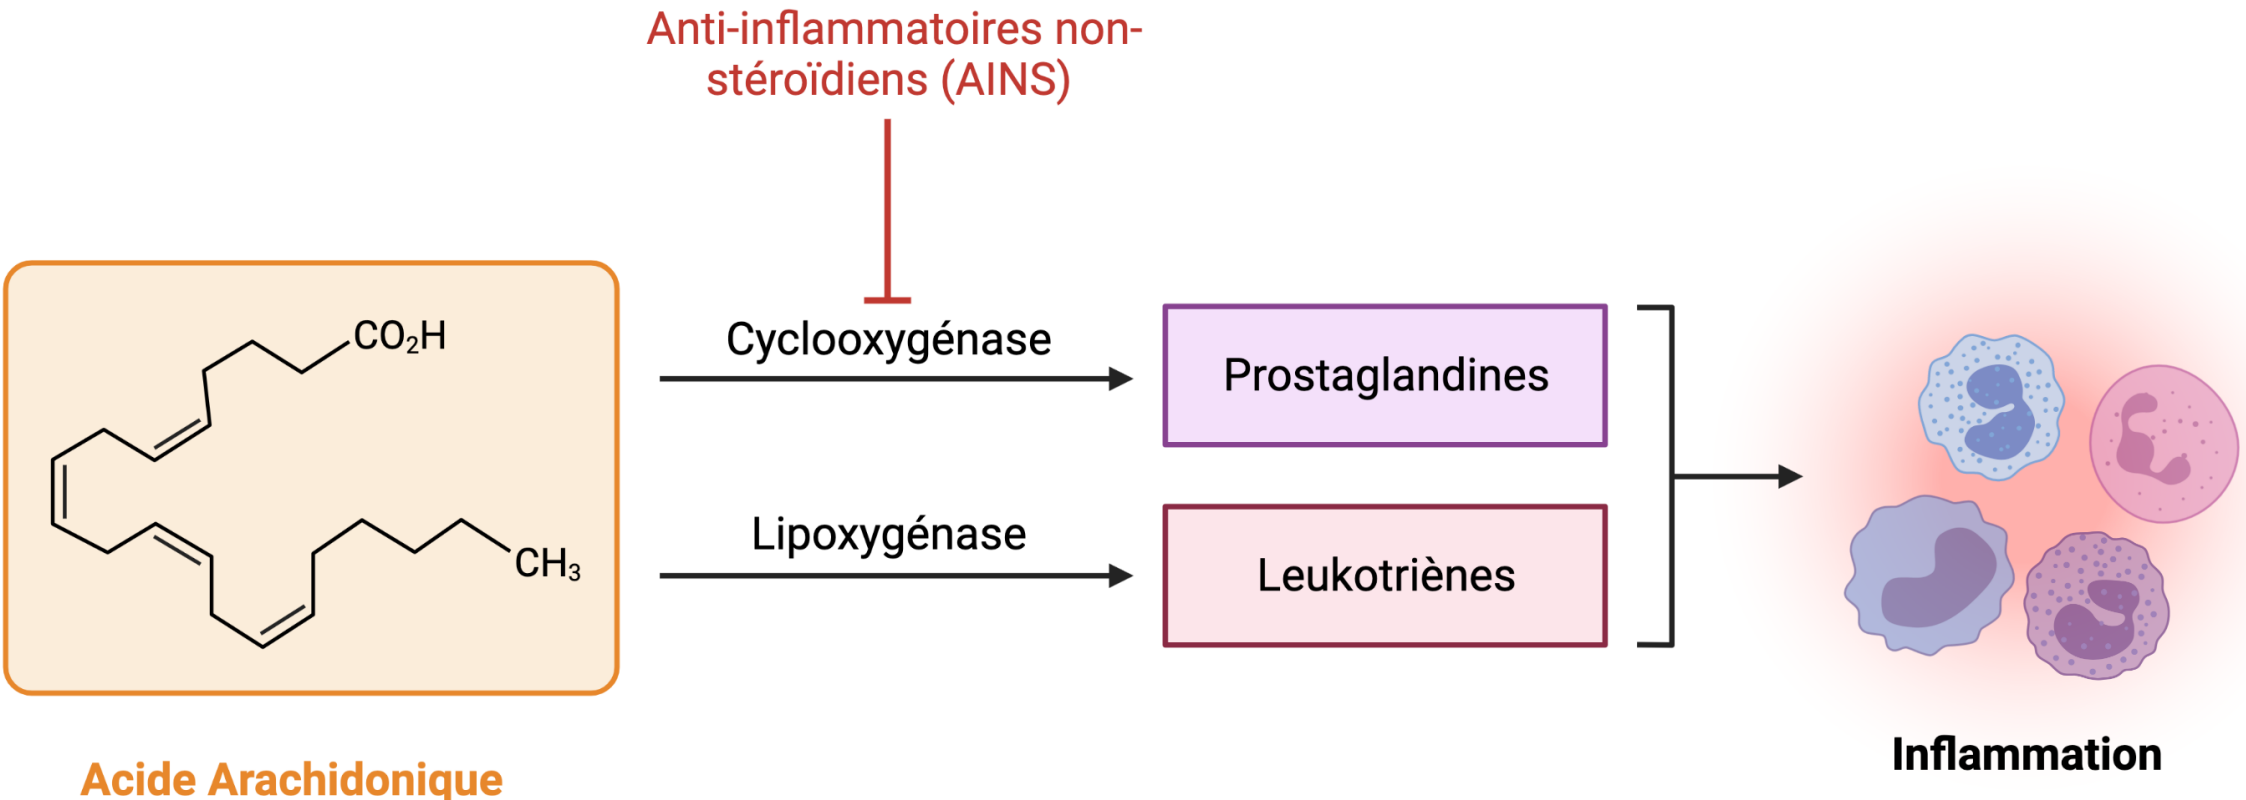 Anti-inflammatoires non-
stéroïdiens (AINS)
CO₂H
CH₃
Acide Arachidonique
Cyclooxygénase
Prostaglandines
Lipoxygénase
Leukotriènes
Inflammation